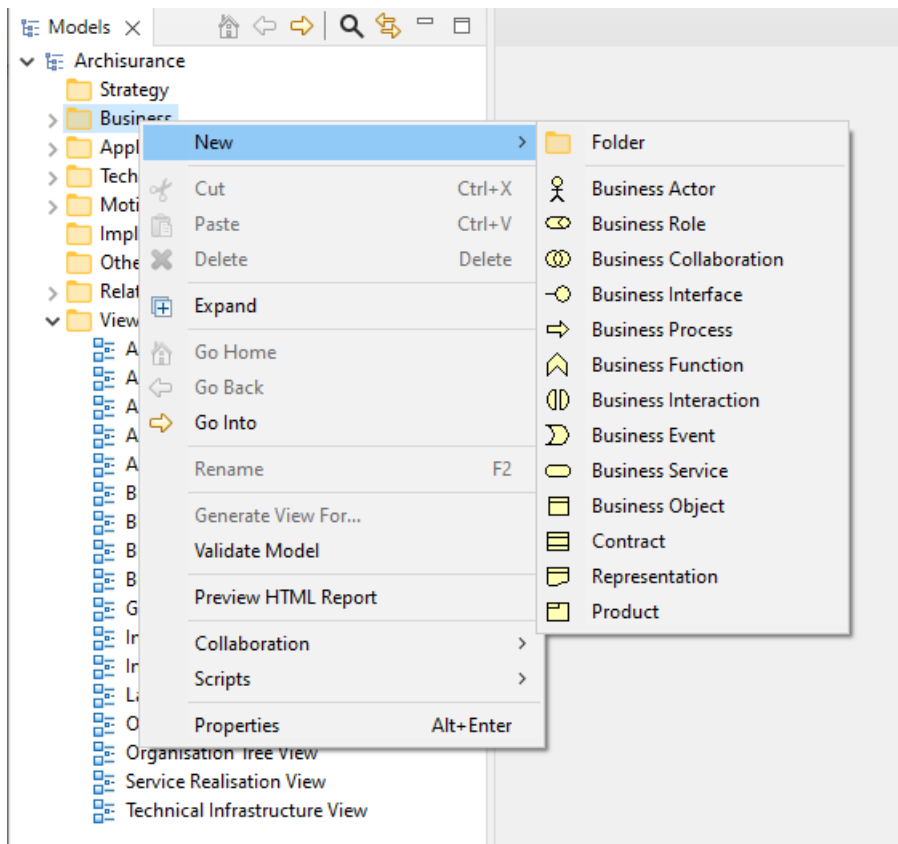 Models
Archisurance
Strategy
Business
Appl
Tech
Moti
Impl
Othe
Relat
View
A
A
A
A
A
B
B
B
B
G
In
In
La
O
Organisation Tree View
Service Realisation View
Technical Infrastructure View
New
Cut Ctrl+X
Paste Ctrl+V
Delete Delete
Expand
Go Home
Go Back
Go Into
Rename F2
Generate View For...
Validate Model
Preview HTML Report
Collaboration
Scripts
Properties Alt+Enter
Folder
Business Actor
Business Role
Business Collaboration
Business Interface
Business Process
Business Function
Business Interaction
Business Event
Business Service
Business Object
Contract
Representation
Product